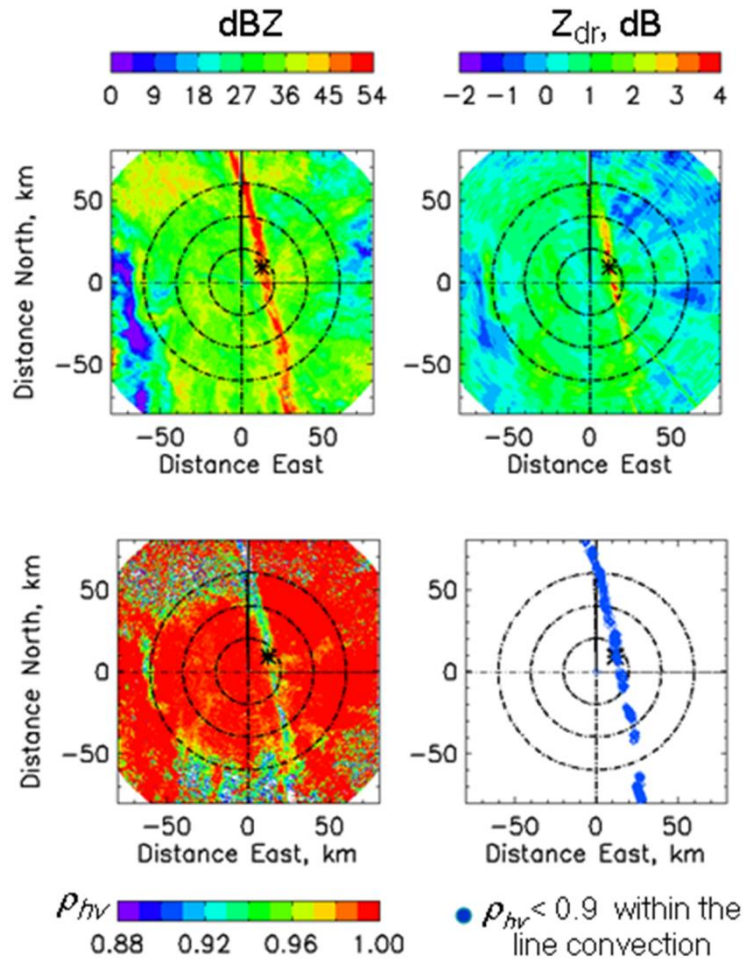 dBZ
Z_dr, dB
0 9 18 27 36 45 54
-2 -1 0 1 2 3 4
Distance North, km
50
0
-50
50
0
-50
-50 0 50
-50 0 50
Distance East
Distance East
Distance North, km
50
0
-50
50
0
-50
-50 0 50
-50 0 50
Distance East, km
Distance East, km
ρhv
0.88 0.92 0.96 1.00
ρhv < 0.9 within the
line convection